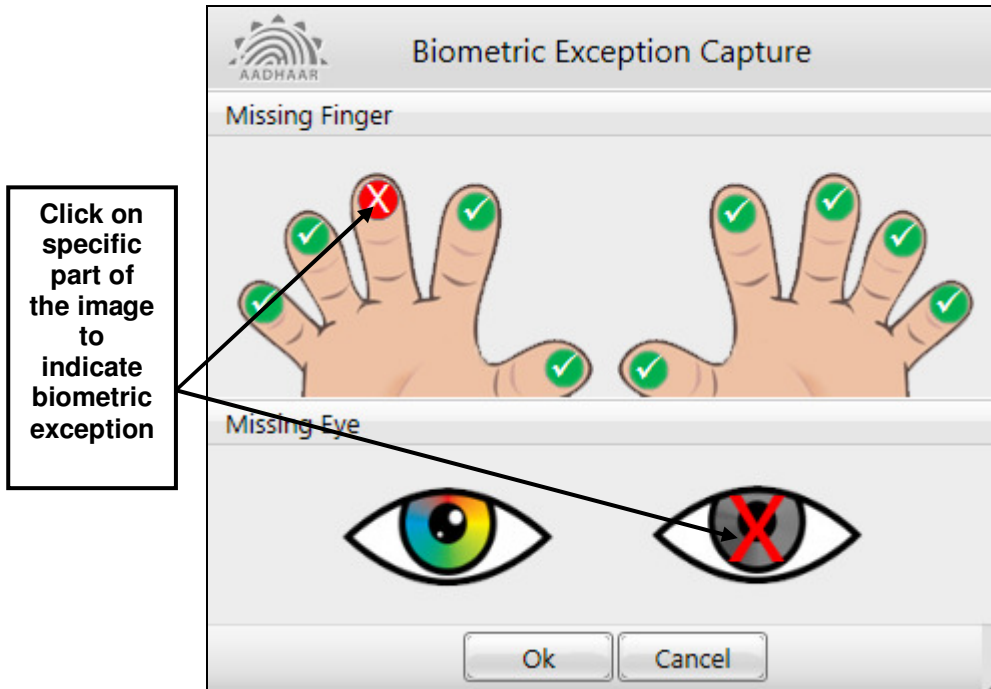 AADHAAR
Biometric Exception Capture
Missing Finger
X
Click on
specific
part of
the image
to
indicate
biometric
exception
Missing Eye
X
Ok
Cancel